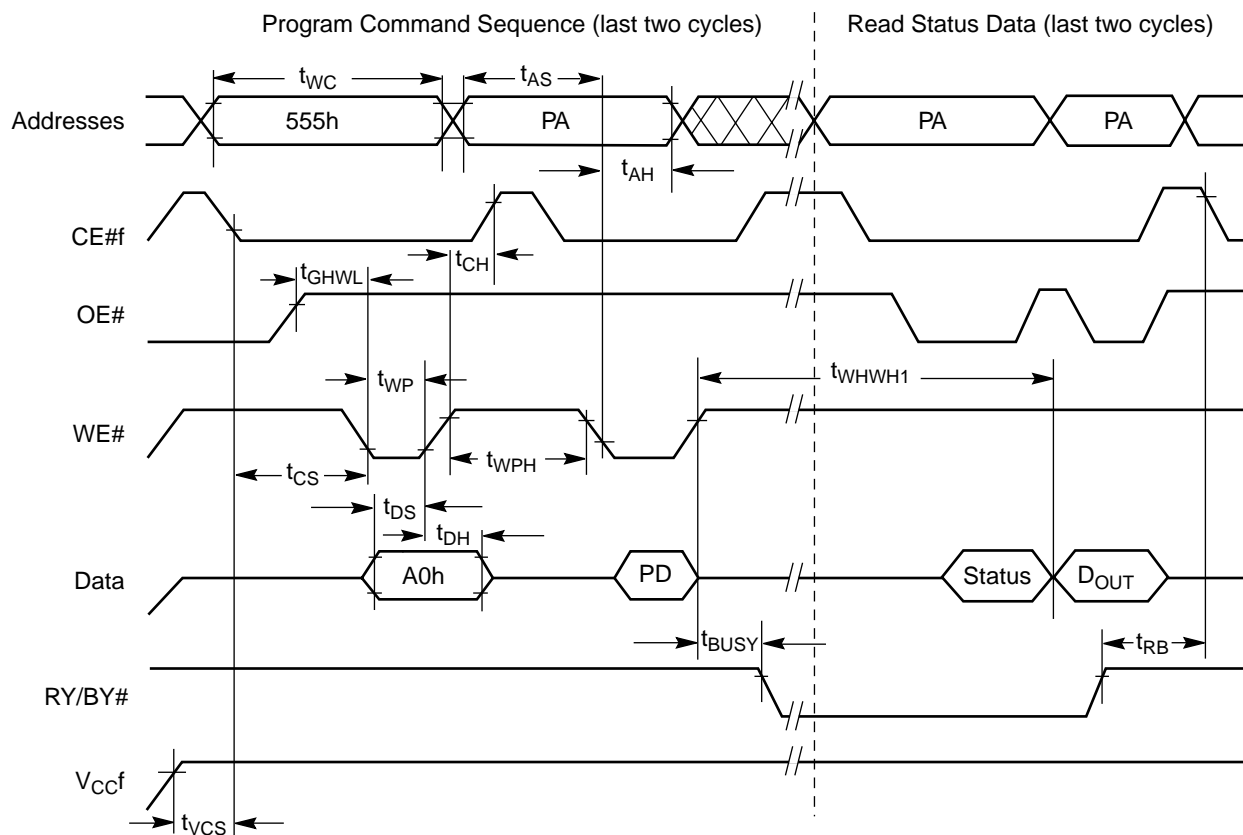 Program Command Sequence (last two cycles)
Read Status Data (last two cycles)
tWC
tAS
Addresses
555h
PA
PA
PA
tAH
CE#f
tCH
tGHWL
OE#
tWP
tWHWH1
WE#
tCS
tWPH
tDS
tDH
Data
A0h
PD
Status
DOUT
tBUSY
tRB
RY/BY#
VCCf
tVCS